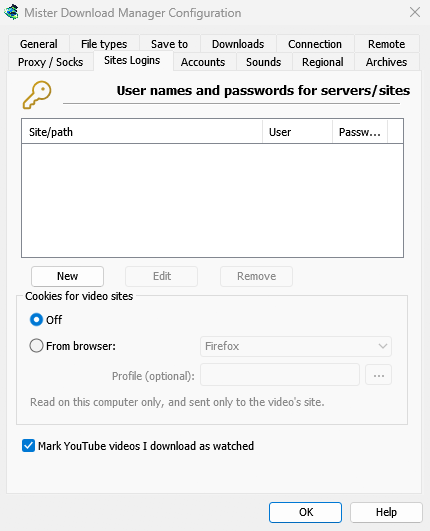 Mister Download Manager Configuration
General File types Save to Downloads Connection Remote
Proxy / Socks Sites Logins Accounts Sounds Regional Archives
User names and passwords for servers/sites
Site/path User Passw...
New Edit Remove
Cookies for video sites
Off
From browser: Firefox
Profile (optional): ...
Read on this computer only, and sent only to the video's site.
Mark YouTube videos I download as watched
OK Help